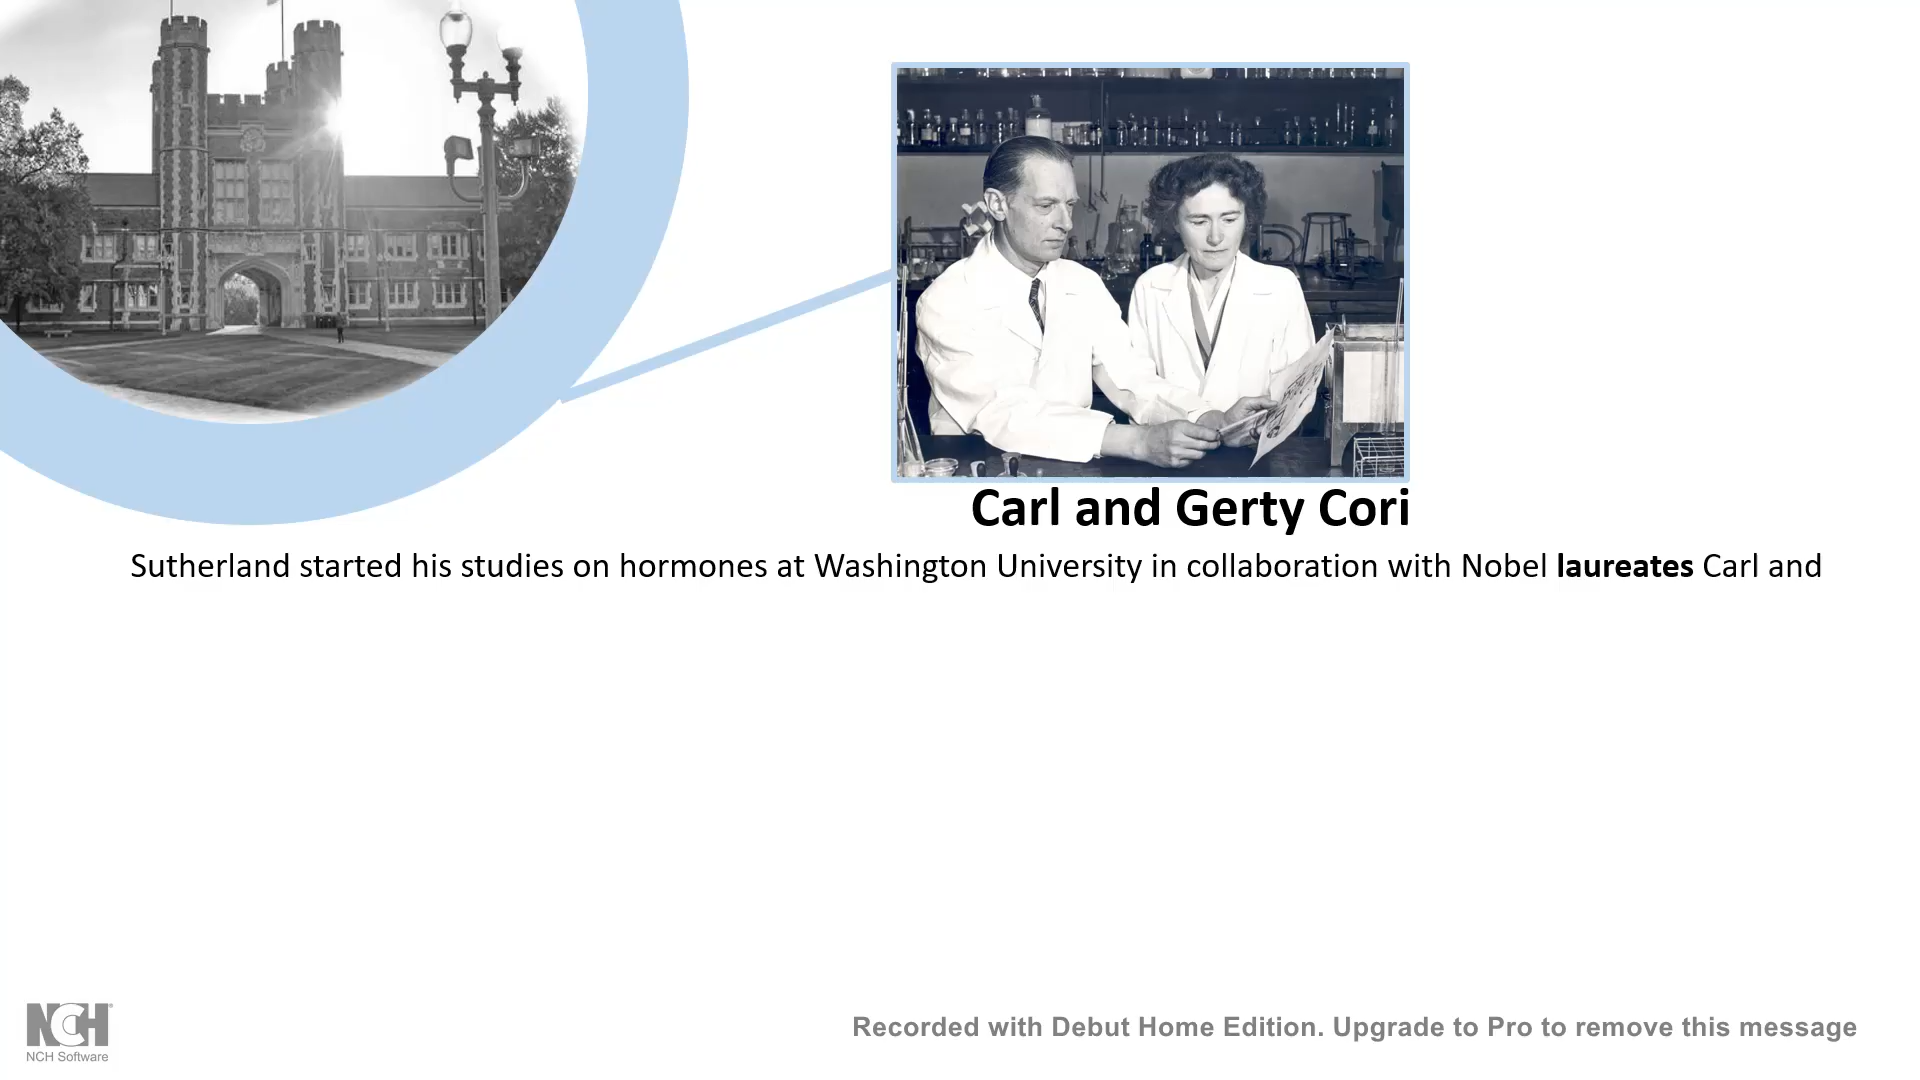 Carl and Gerty Cori
Sutherland started his studies on hormones at Washington University in collaboration with Nobel laureates Carl and
NCH
NCH Software
Recorded with Debut Home Edition. Upgrade to Pro to remove this message